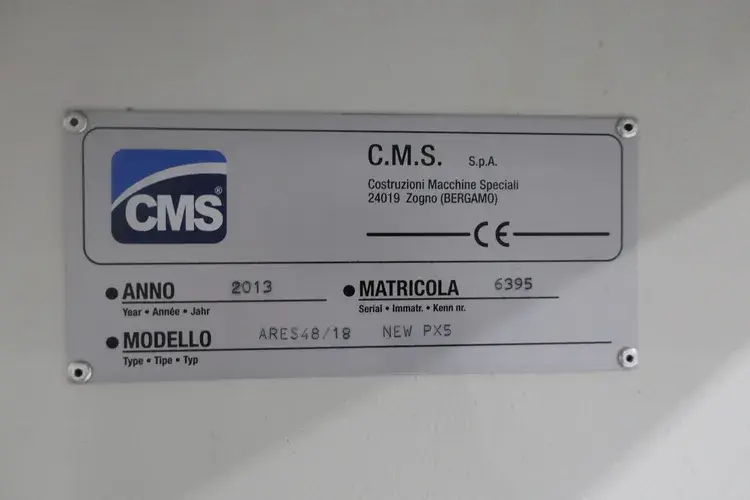 CMS®
C.M.S. S.p.A.
Costruzioni Macchine Speciali
24019 Zogno (BERGAMO)
CE
ANNO 2013
Year • Année • Jahr
MATRICOLA 6395
Serial • Immatr. • Kenn nr.
MODELLO ARES48/18 NEW PX5
Type • Tipe • Typ